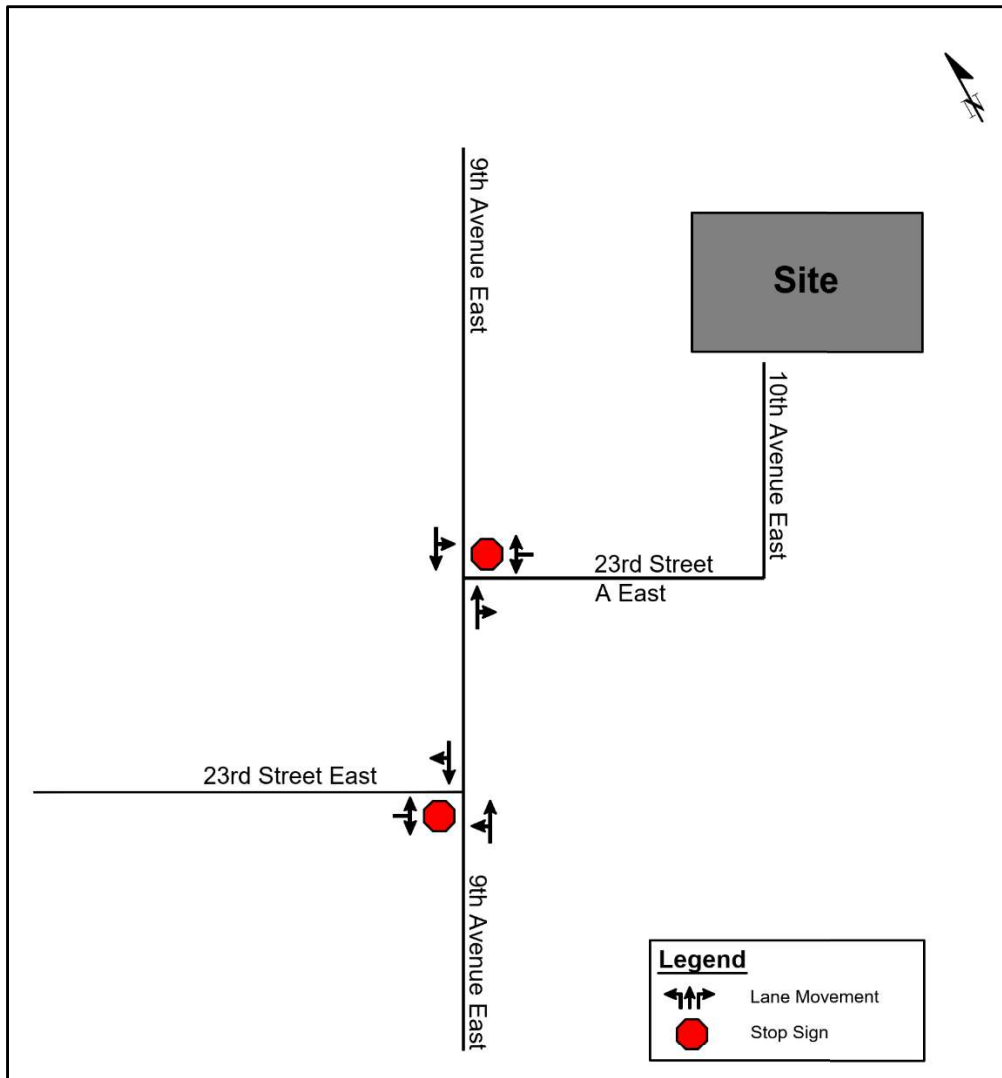 9th Avenue East
Site
10th Avenue East
23rd Street
A East
23rd Street East
9th Avenue East
Legend
Lane Movement
Stop Sign